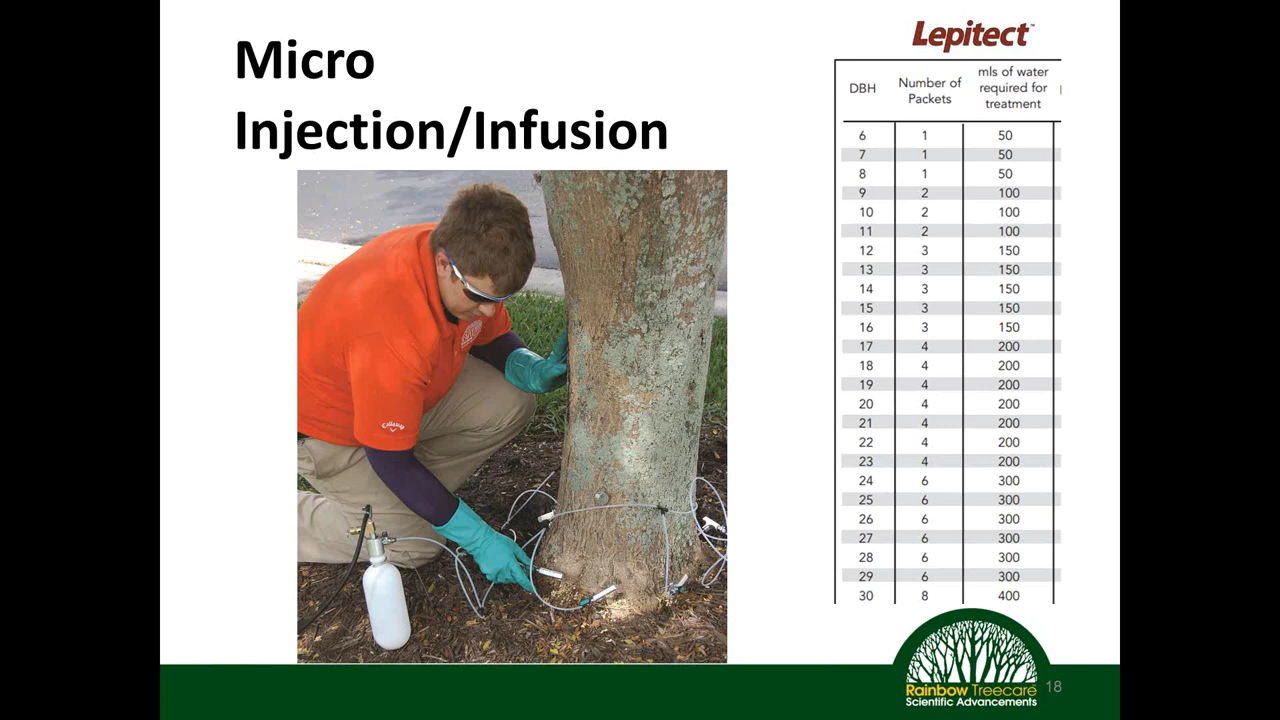 Micro
Injection/Infusion
Lepitect™
DBH
Number of
Packets
mls of water
required for
treatment
6 1 50
7 1 50
8 1 50
9 2 100
10 2 100
11 2 100
12 3 150
13 3 150
14 3 150
15 3 150
16 3 150
17 4 200
18 4 200
19 4 200
20 4 200
21 4 200
22 4 200
23 4 200
24 6 300
25 6 300
26 6 300
27 6 300
28 6 300
29 6 300
30 8 400
Callaway
Rainbow Treecare
Scientific Advancements
18